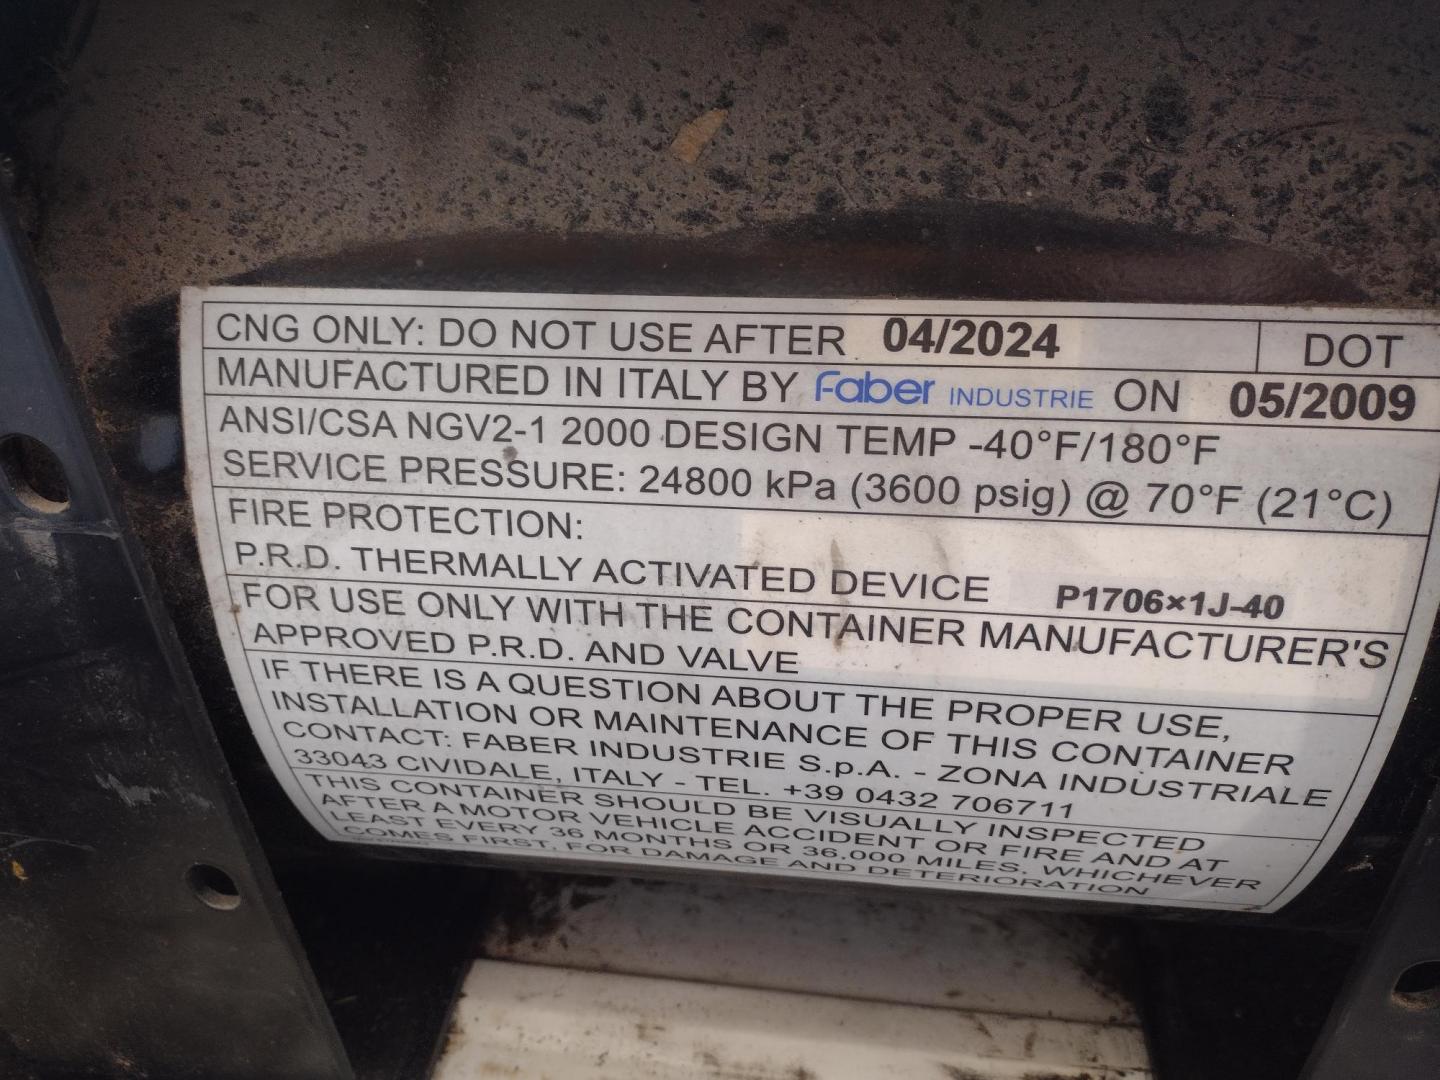 CNG ONLY: DO NOT USE AFTER 04/2024 DOT
MANUFACTURED IN ITALY BY Faber INDUSTRIE ON 05/2009
ANSI/CSA NGV2-1 2000 DESIGN TEMP -40°F/180°F
SERVICE PRESSURE: 24800 kPa (3600 psig) @ 70°F (21°C)
FIRE PROTECTION:
P.R.D. THERMALLY ACTIVATED DEVICE P1706×1J-40
FOR USE ONLY WITH THE CONTAINER MANUFACTURER'S
APPROVED P.R.D. AND VALVE
IF THERE IS A QUESTION ABOUT THE PROPER USE,
INSTALLATION OR MAINTENANCE OF THIS CONTAINER
CONTACT: FABER INDUSTRIE S.p.A. - ZONA INDUSTRIALE
33043 CIVIDALE, ITALY - TEL. +39 0432 706711
THIS CONTAINER SHOULD BE VISUALLY INSPECTED
AFTER A MOTOR VEHICLE ACCIDENT OR FIRE AND AT
LEAST EVERY 36 MONTHS OR 36,000 MILES, WHICHEVER
COMES FIRST, FOR DAMAGE AND DETERIORATION